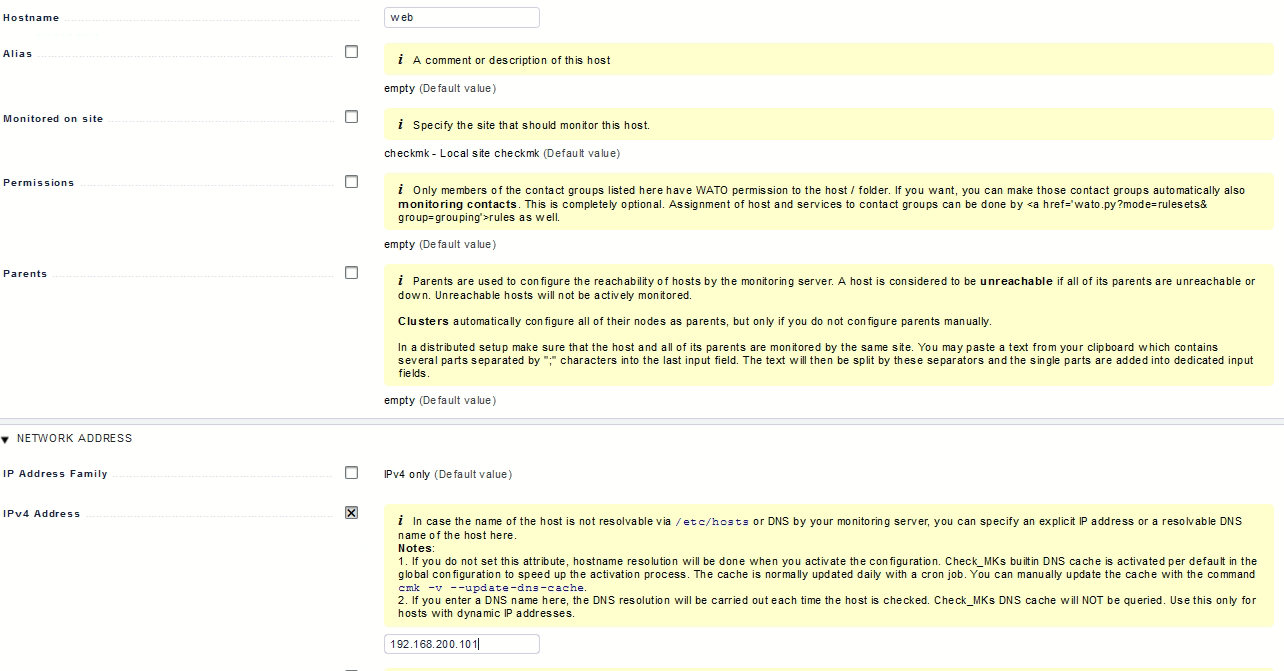 Hostname
web
Alias
i A comment or description of this host
empty (Default value)
Monitored on site
i Specify the site that should monitor this host.
checkmk - Local site checkmk (Default value)
Permissions
i Only members of the contact groups listed here have WATO permission to the host / folder. If you want, you can make those contact groups automatically also
monitoring contacts. This is completely optional. Assignment of host and services to contact groups can be done by <a href='wato.py?mode=rulesets&
group=grouping'>rules as well.
empty (Default value)
Parents
i Parents are used to configure the reachability of hosts by the monitoring server. A host is considered to be unreachable if all of its parents are unreachable or
down. Unreachable hosts will not be actively monitored.
Clusters automatically configure all of their nodes as parents, but only if you do not configure parents manually.
In a distributed setup make sure that the host and all of its parents are monitored by the same site. You may paste a text from your clipboard which contains
several parts separated by ";" characters into the last input field. The text will then be split by these separators and the single parts are added into dedicated input
fields.
empty (Default value)
NETWORK ADDRESS
IP Address Family
IPv4 only (Default value)
IPv4 Address
i In case the name of the host is not resolvable via /etc/hosts or DNS by your monitoring server, you can specify an explicit IP address or a resolvable DNS
name of the host here.
Notes:
1. If you do not set this attribute, hostname resolution will be done when you activate the configuration. Check_MKs builtin DNS cache is activated per default in the
global configuration to speed up the activation process. The cache is normally updated daily with a cron job. You can manually update the cache with the command
cmk -v --update-dns-cache.
2. If you enter a DNS name here, the DNS resolution will be carried out each time the host is checked. Check_MKs DNS cache will NOT be queried. Use this only for
hosts with dynamic IP addresses.
192.168.200.101